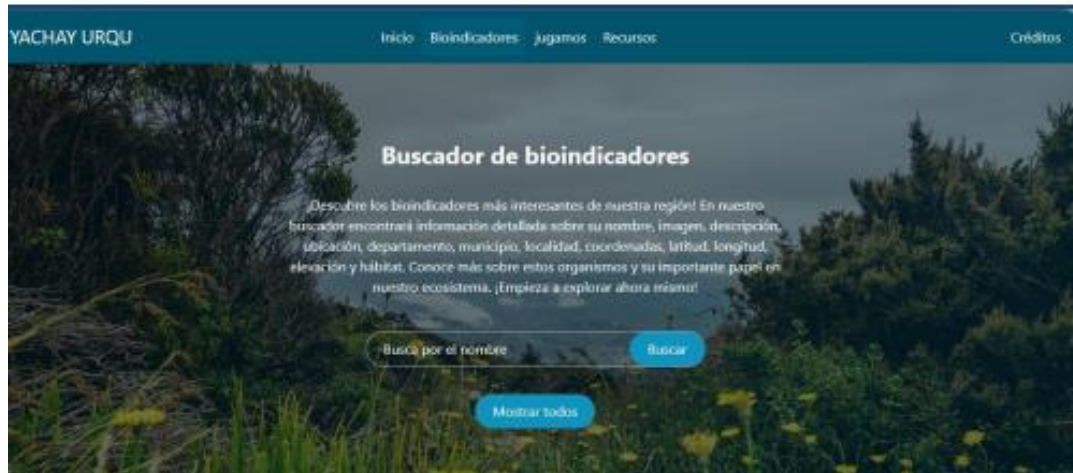 YACHAY URQU
Inicio Bioindicadores jugamos Recursos
Créditos
Buscador de bioindicadores
¡Descubre los bioindicadores más interesantes de nuestra región! En nuestro
buscador encontrará información detallada sobre su nombre, imagen, descripción,
ubicación, departamento, municipio, localidad, coordenadas, latitud, longitud,
elevación y hábitat. Conoce más sobre estos organismos y su importante papel en
nuestro ecosistema. ¡Empieza a explorar ahora mismo!
Busca por el nombre
Buscar
Mostrar todos